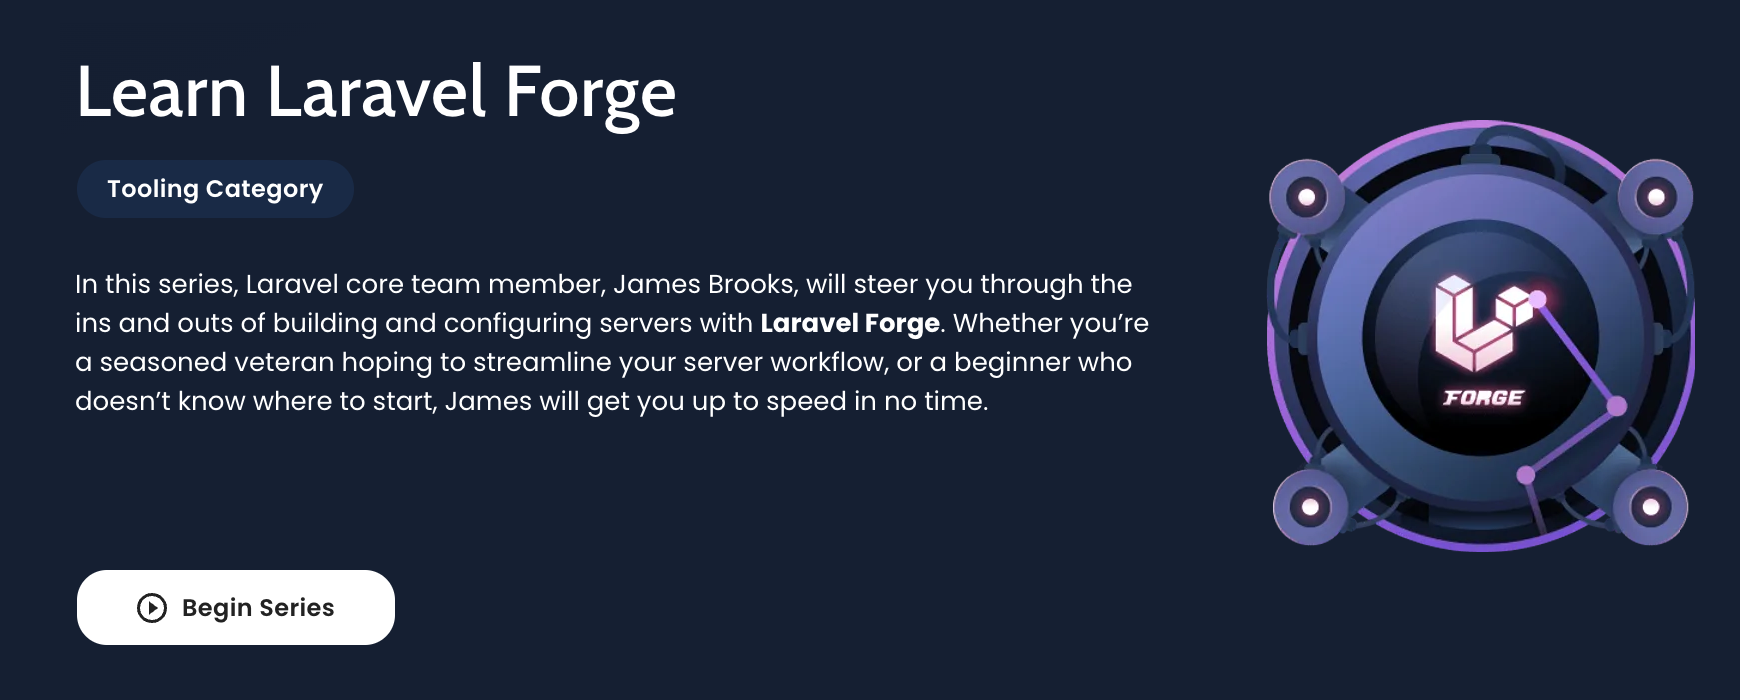 Learn Laravel Forge
Tooling Category
In this series, Laravel core team member, James Brooks, will steer you through the
ins and outs of building and configuring servers with Laravel Forge. Whether you’re
a seasoned veteran hoping to streamline your server workflow, or a beginner who
doesn’t know where to start, James will get you up to speed in no time.
FORGE
Begin Series